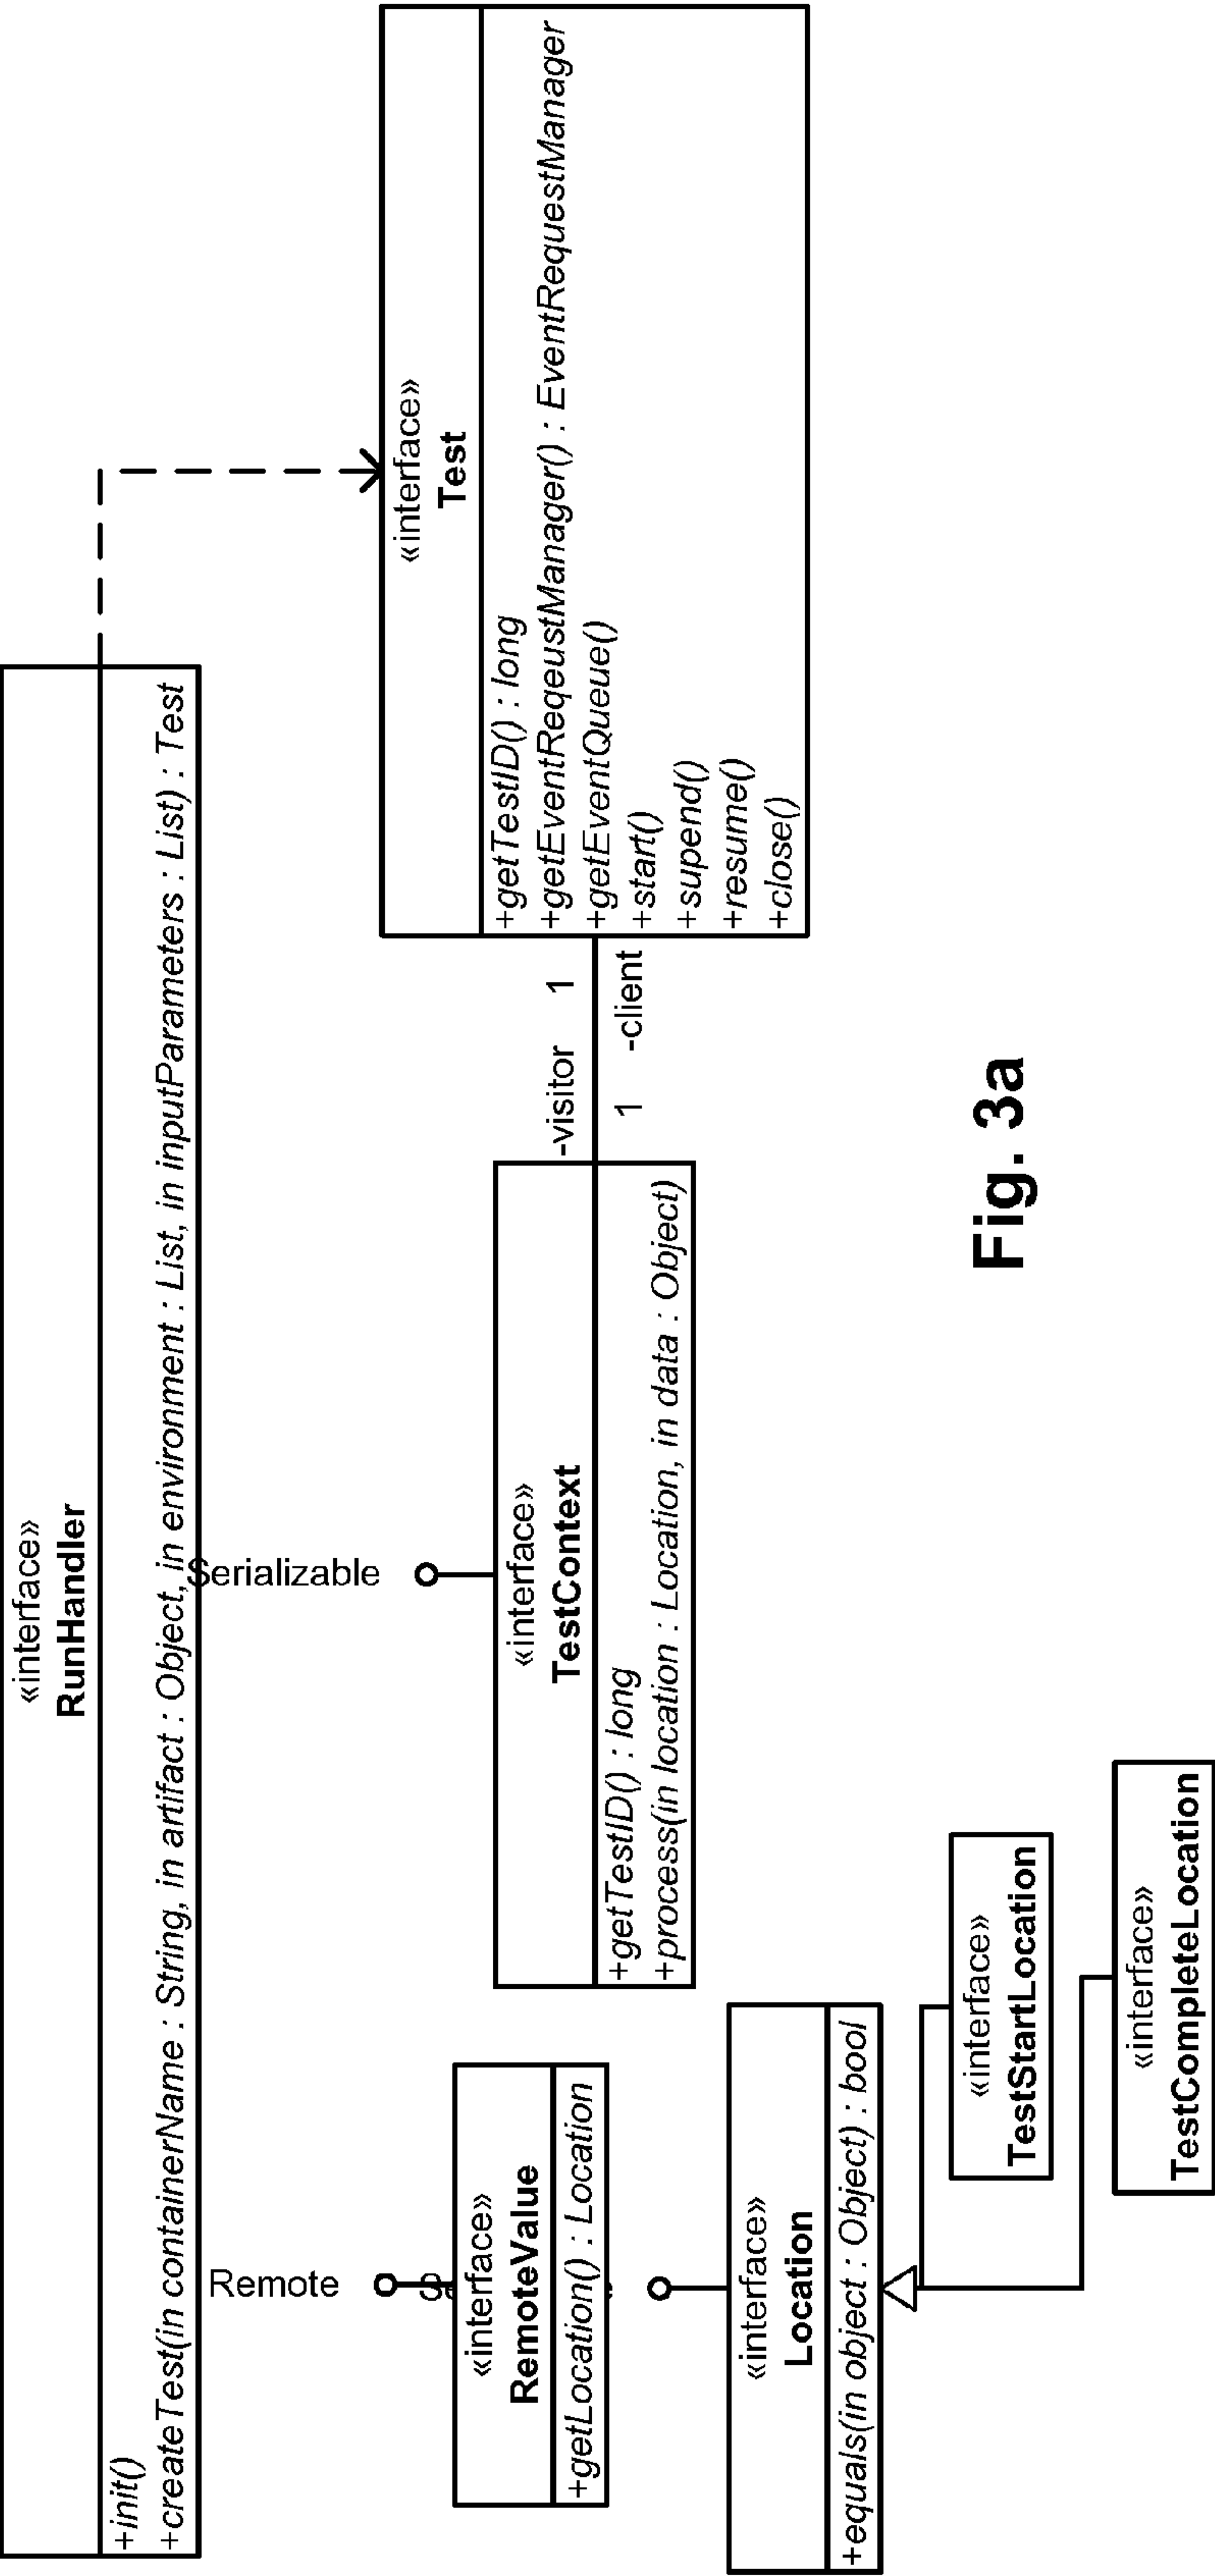 «interface»
RunHandler
+init()
+createTest(in containerName : String, in artifact : Object, in environment : List, in inputParameters : List) : Test
Remote
Serializable
«interface»
Test
+getTestID() : long
+getEventReqeustManager() : EventRequestManager
+getEventQueue()
+start()
+supend()
+resume()
+close()
«interface»
RemoteValue
+getLocation() : Location
«interface»
TestContext
+getTestID() : long
+process(in location : Location, in data : Object)
-visitor 1
1 -client
«interface»
Location
+equals(in object : Object) : bool
«interface»
TestStartLocation
«interface»
TestCompleteLocation
Fig. 3a